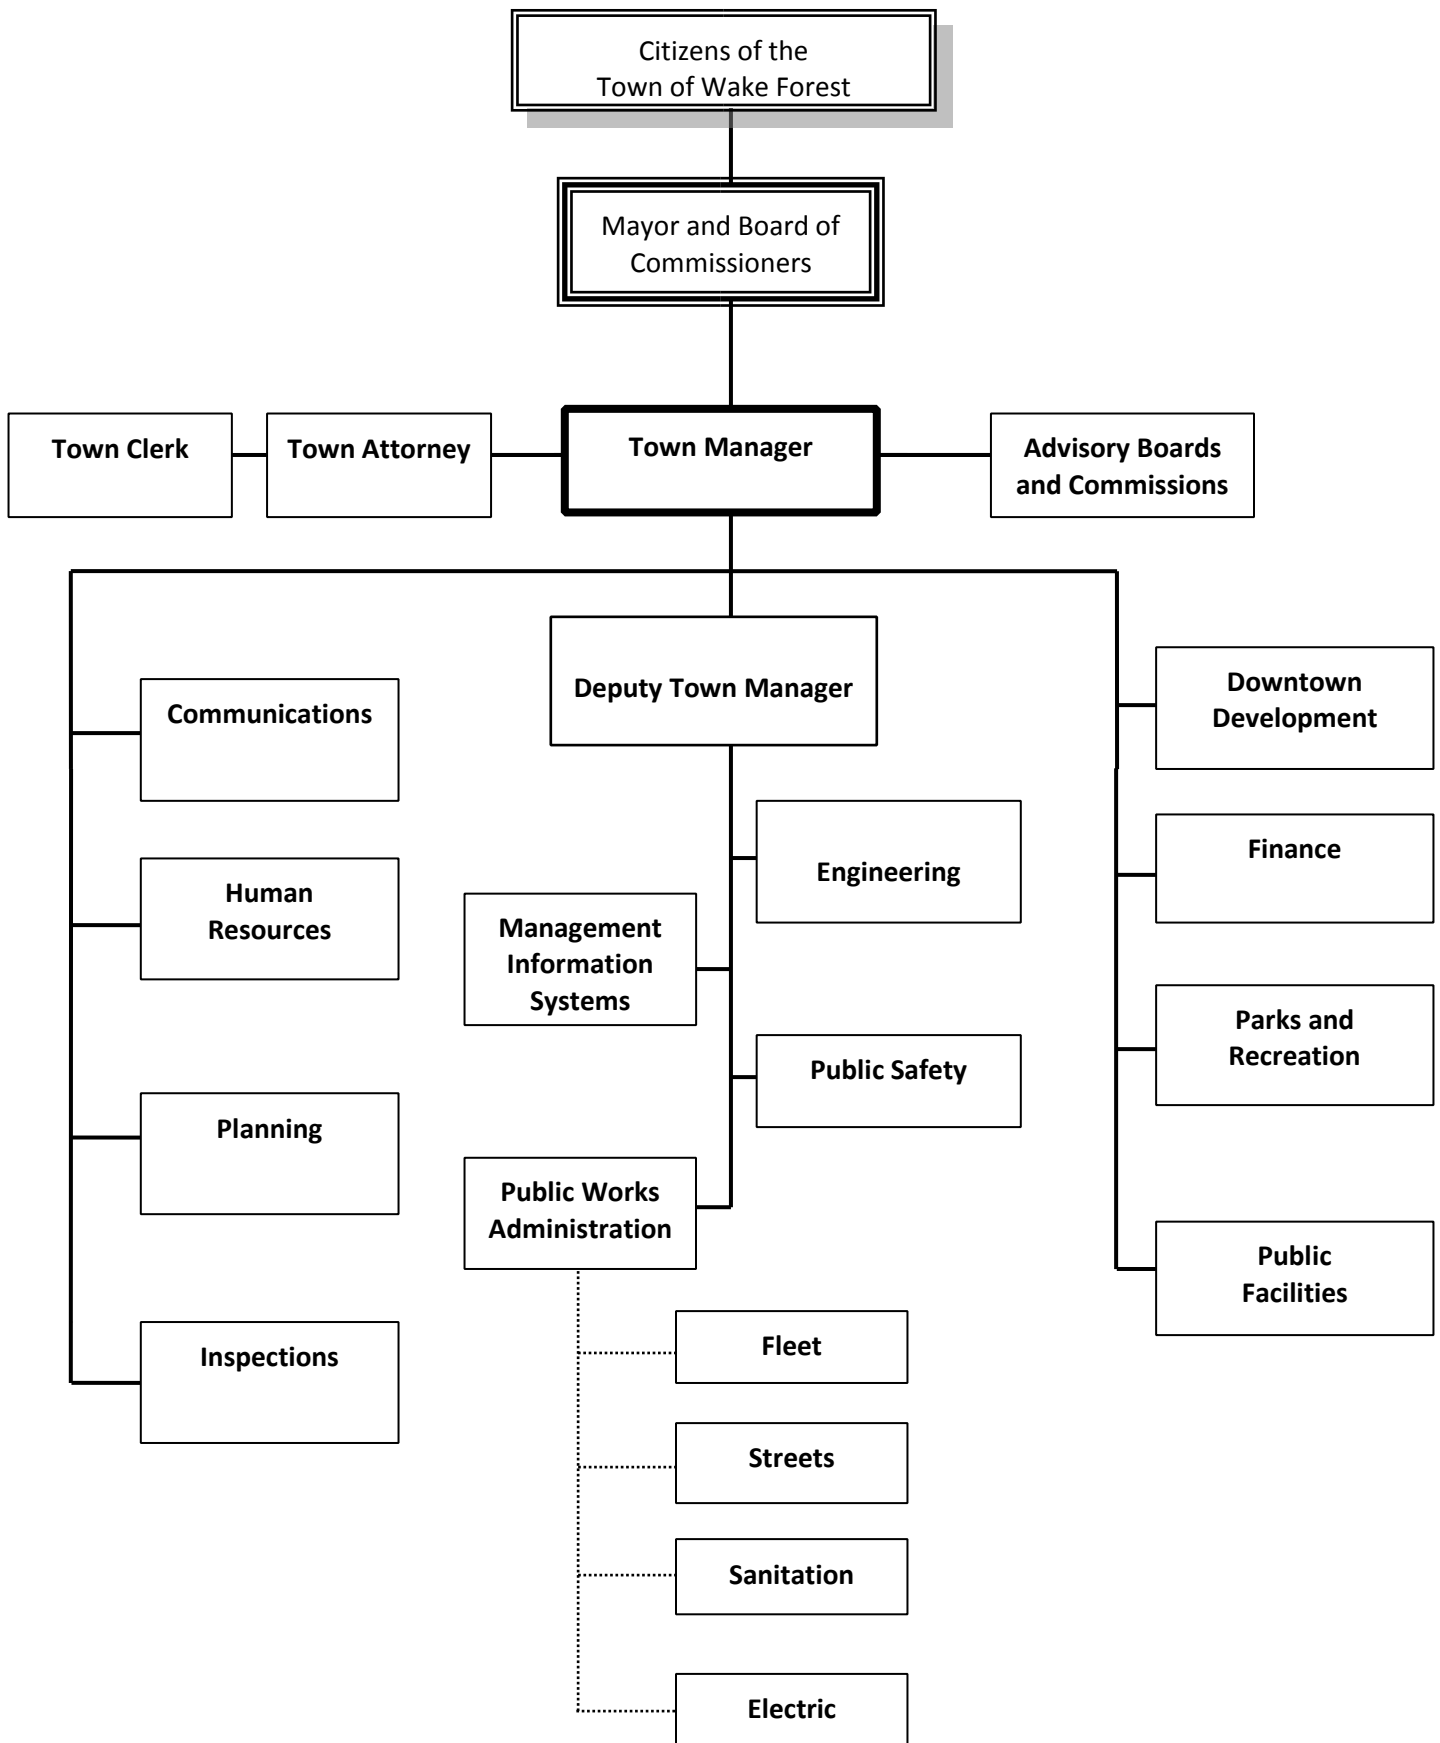 Citizens of the
Town of Wake Forest
Mayor and Board of
Commissioners
Town Clerk
Town Attorney
Town Manager
Advisory Boards
and Commissions
Deputy Town Manager
Communications
Human
Resources
Planning
Inspections
Engineering
Management
Information
Systems
Public Safety
Public Works
Administration
Fleet
Streets
Sanitation
Electric
Downtown
Development
Finance
Parks and
Recreation
Public
Facilities